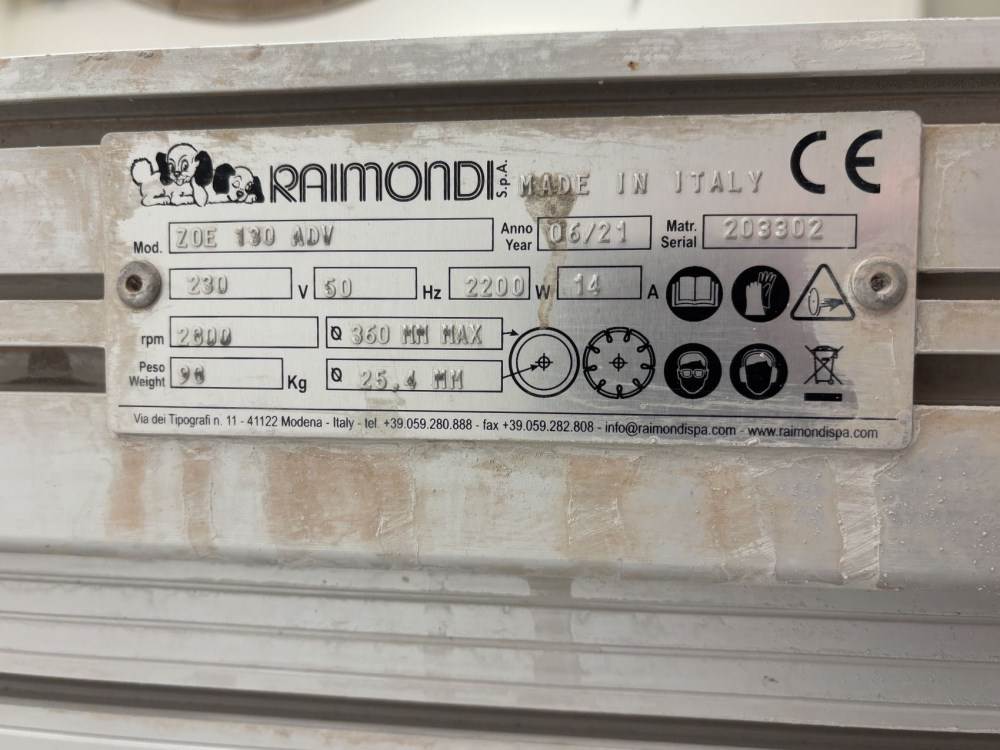 RAIMONDI S.p.A. MADE IN ITALY CE
Mod. ZOE 130 ADV Anno Year 06/21 Matr. Serial 203302
230 V 50 Hz 2200 W 14 A
rpm 2800 Ø 360 MM MAX
Peso Weight 98 Kg Ø 25,4 MM
Via dei Tipografi n. 11 - 41122 Modena - Italy - tel. +39.059.280.888 - fax +39.059.282.808 - info@raimondispa.com - www.raimondispa.com